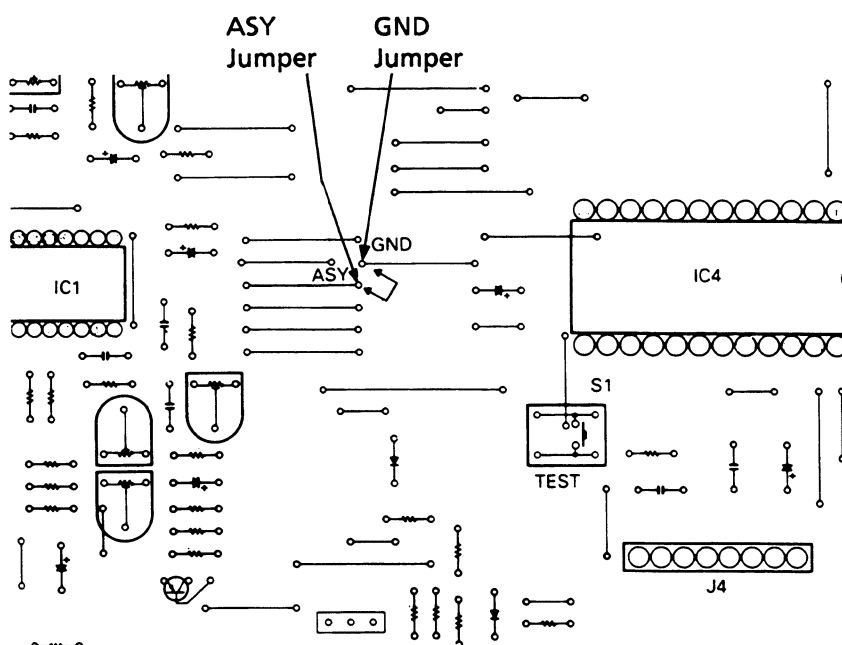 ASY
Jumper
GND
Jumper
GND
ASY
IC1
IC4
S1
TEST
J4